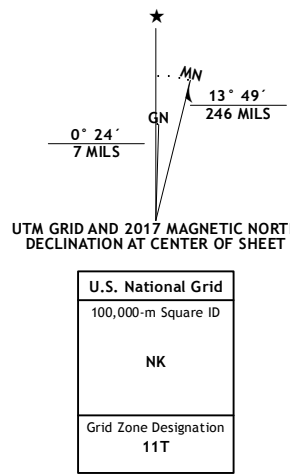 MN
GN
13° 49´
246 MILS
0° 24´
7 MILS
UTM GRID AND 2017 MAGNETIC NORT
DECLINATION AT CENTER OF SHEET
U.S. National Grid
100,000-m Square ID
NK
Grid Zone Designation
11T